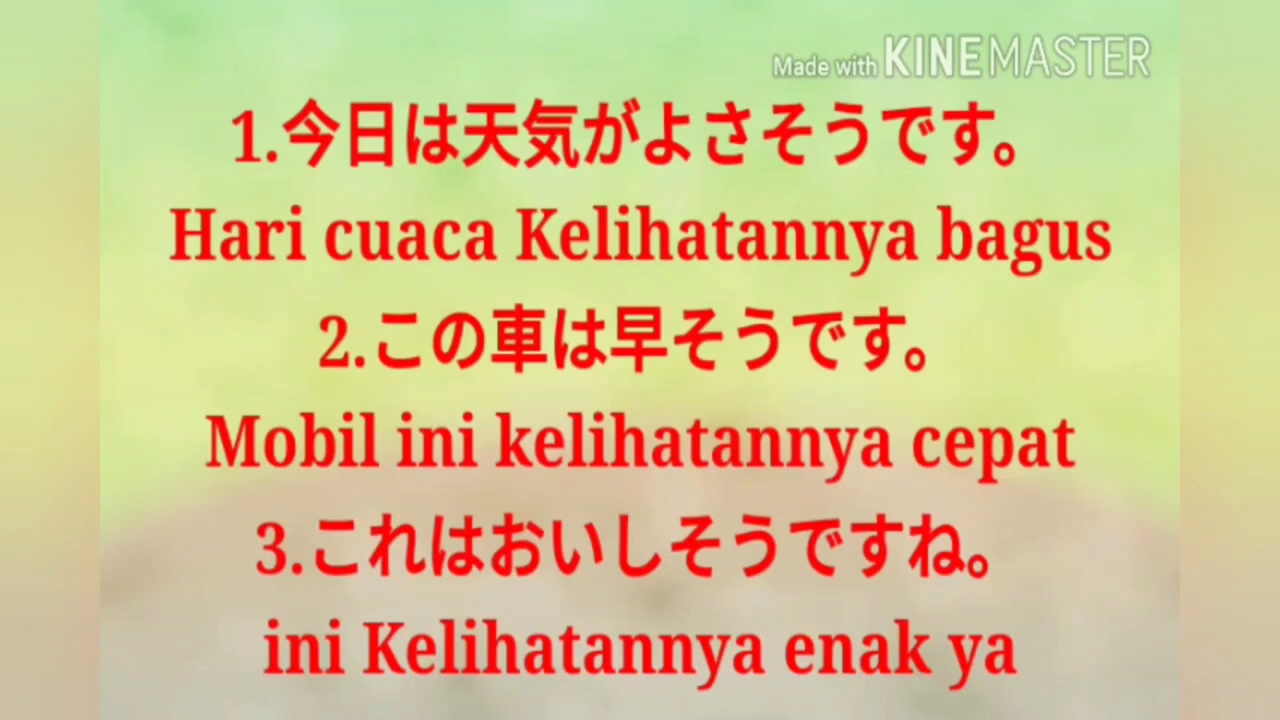 Made with KINEMASTER
1.今日は天気がよさそうです。
Hari cuaca Kelihatannya bagus
2.この車は早そうです。
Mobil ini kelihatannya cepat
3.これはおいしそうですね。
ini Kelihatannya enak ya